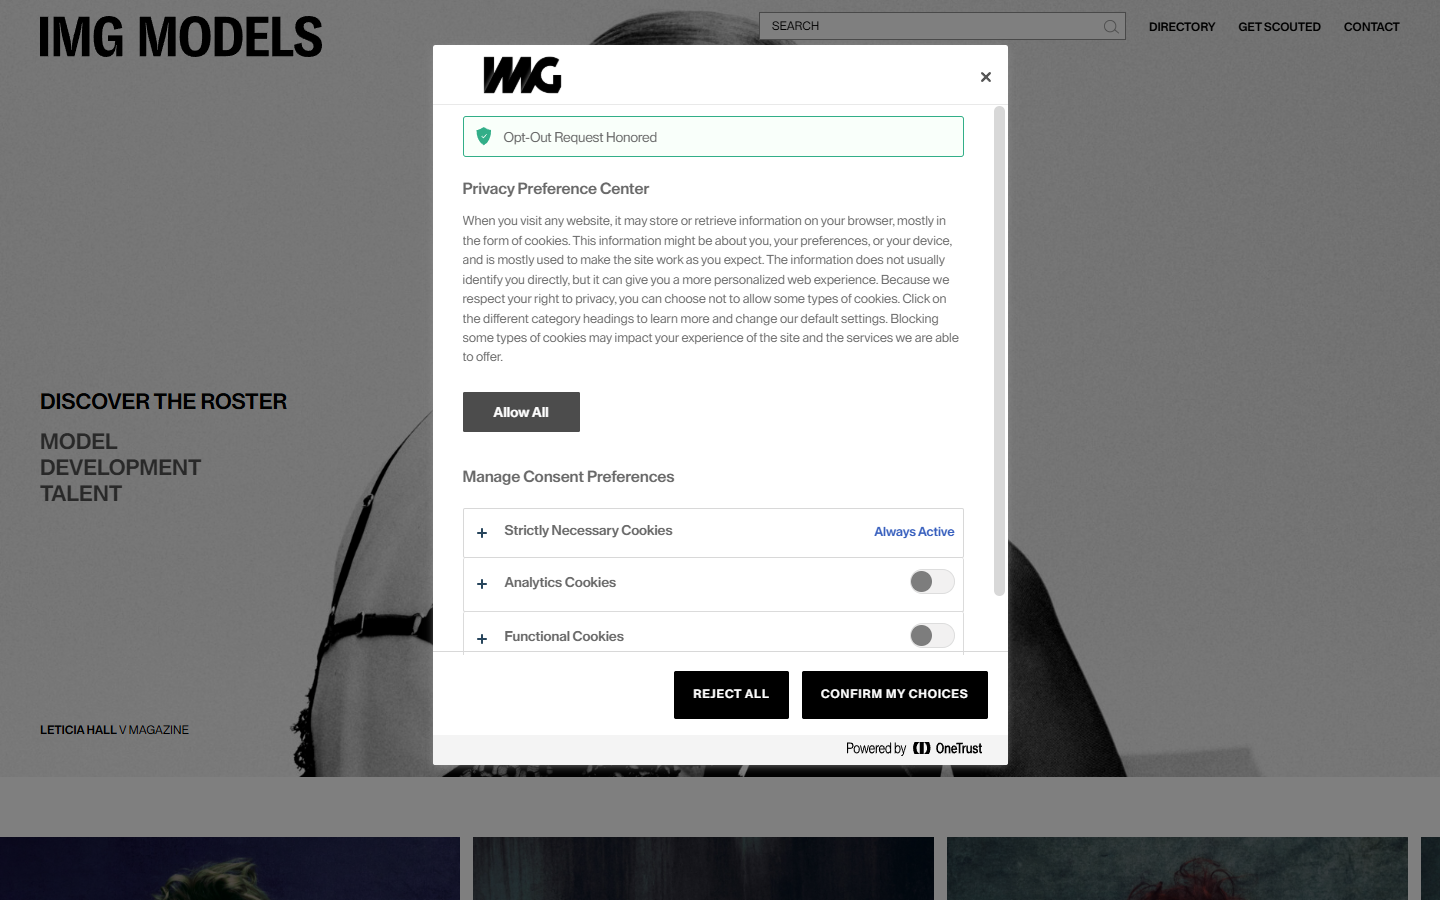 IMG MODELS
SEARCH
DIRECTORY
GET SCOUTED
CONTACT
IMG
Opt-Out Request Honored
Privacy Preference Center
When you visit any website, it may store or retrieve information on your browser, mostly in
the form of cookies. This information might be about you, your preferences, or your device,
and is mostly used to make the site work as you expect. The information does not usually
identify you directly, but it can give you a more personalized web experience. Because we
respect your right to privacy, you can choose not to allow some types of cookies. Click on
the different category headings to learn more and change our default settings. Blocking
some types of cookies may impact your experience of the site and the services we are able
to offer.
Allow All
Manage Consent Preferences
Strictly Necessary Cookies
Always Active
Analytics Cookies
Functional Cookies
REJECT ALL
CONFIRM MY CHOICES
Powered by OneTrust
DISCOVER THE ROSTER
MODEL
DEVELOPMENT
TALENT
LETICIA HALL V MAGAZINE